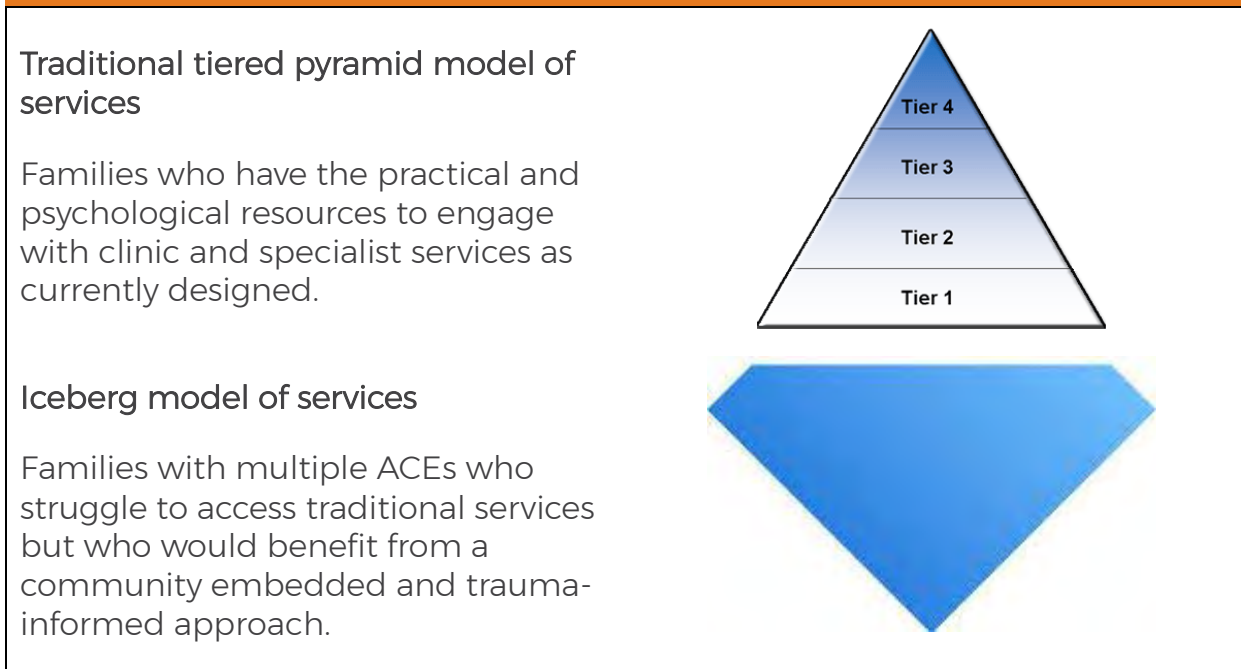 Traditional tiered pyramid model of
services
Families who have the practical and
psychological resources to engage
with clinic and specialist services as
currently designed.
Tier 4
Tier 3
Tier 2
Tier 1
Iceberg model of services
Families with multiple ACEs who
struggle to access traditional services
but who would benefit from a
community embedded and trauma-
informed approach.